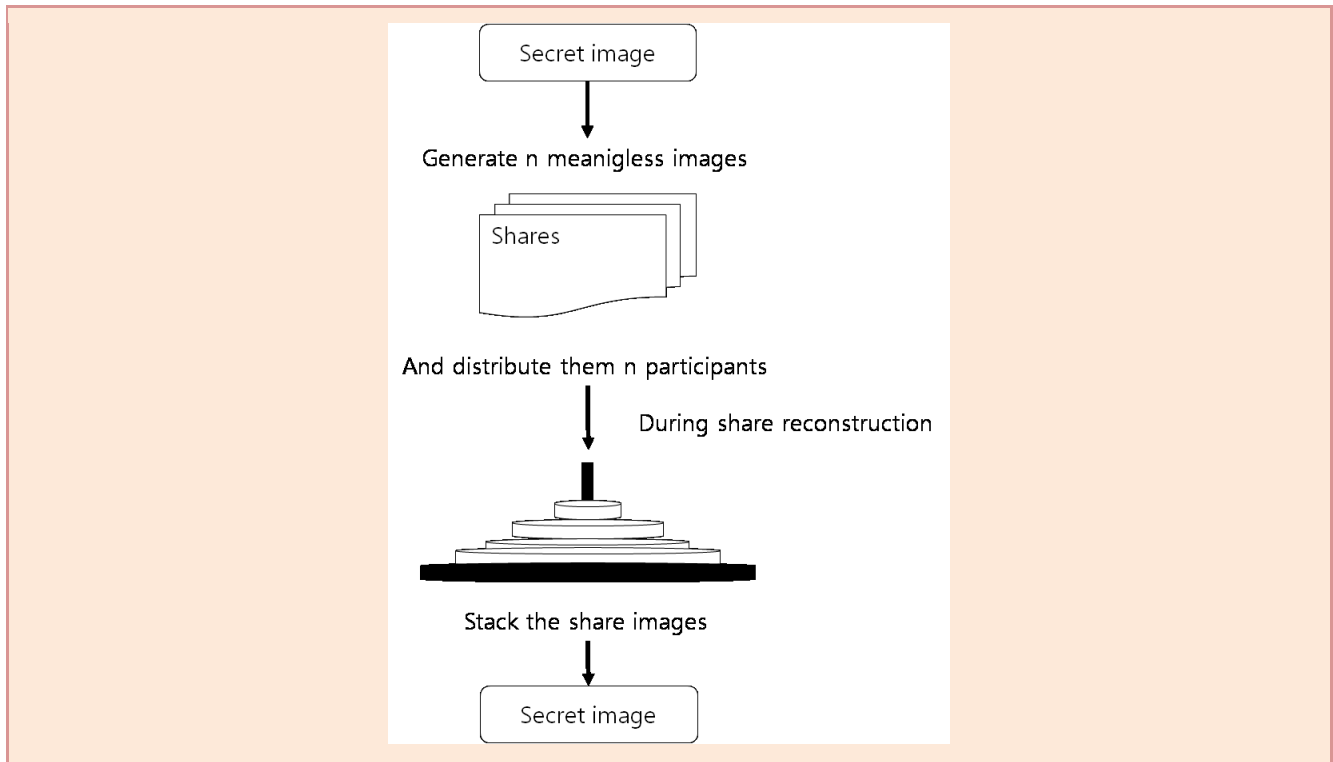 Secret image
Generate n meanigless images
Shares
And distribute them n participants
During share reconstruction
Stack the share images
Secret image